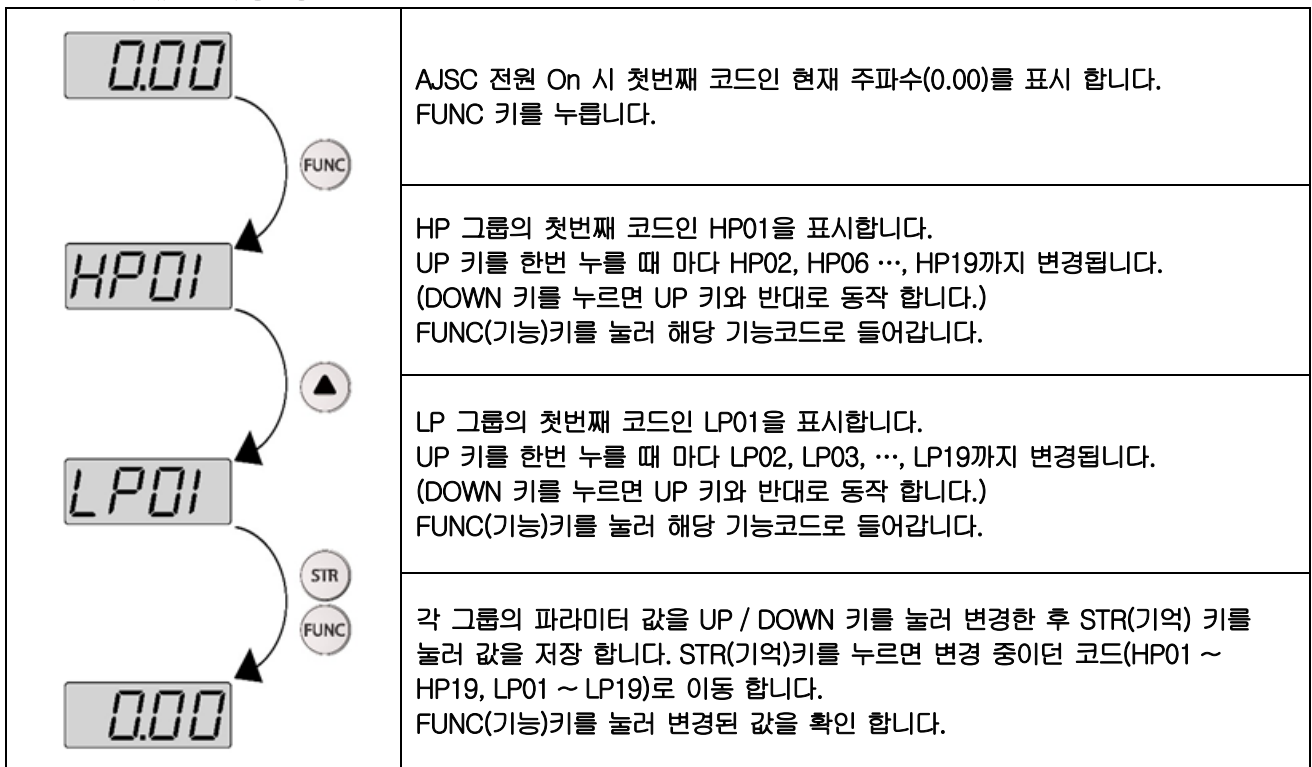 0.00
FUNC
HP01
▲
LP01
STR
FUNC
0.00
AJSC 전원 On 시 첫번째 코드인 현재 주파수(0.00)를 표시 합니다.
FUNC 키를 누릅니다.
HP 그룹의 첫번째 코드인 HP01을 표시합니다.
UP 키를 한번 누를 때 마다 HP02, HP06 …, HP19까지 변경됩니다.
(DOWN 키를 누르면 UP 키와 반대로 동작 합니다.)
FUNC(기능)키를 눌러 해당 기능코드로 들어갑니다.
LP 그룹의 첫번째 코드인 LP01을 표시합니다.
UP 키를 한번 누를 때 마다 LP02, LP03, …, LP19까지 변경됩니다.
(DOWN 키를 누르면 UP 키와 반대로 동작 합니다.)
FUNC(기능)키를 눌러 해당 기능코드로 들어갑니다.
각 그룹의 파라미터 값을 UP / DOWN 키를 눌러 변경한 후 STR(기억) 키를
눌러 값을 저장 합니다. STR(기억)키를 누르면 변경 중이던 코드(HP01 ~
HP19, LP01 ~ LP19)로 이동 합니다.
FUNC(기능)키를 눌러 변경된 값을 확인 합니다.